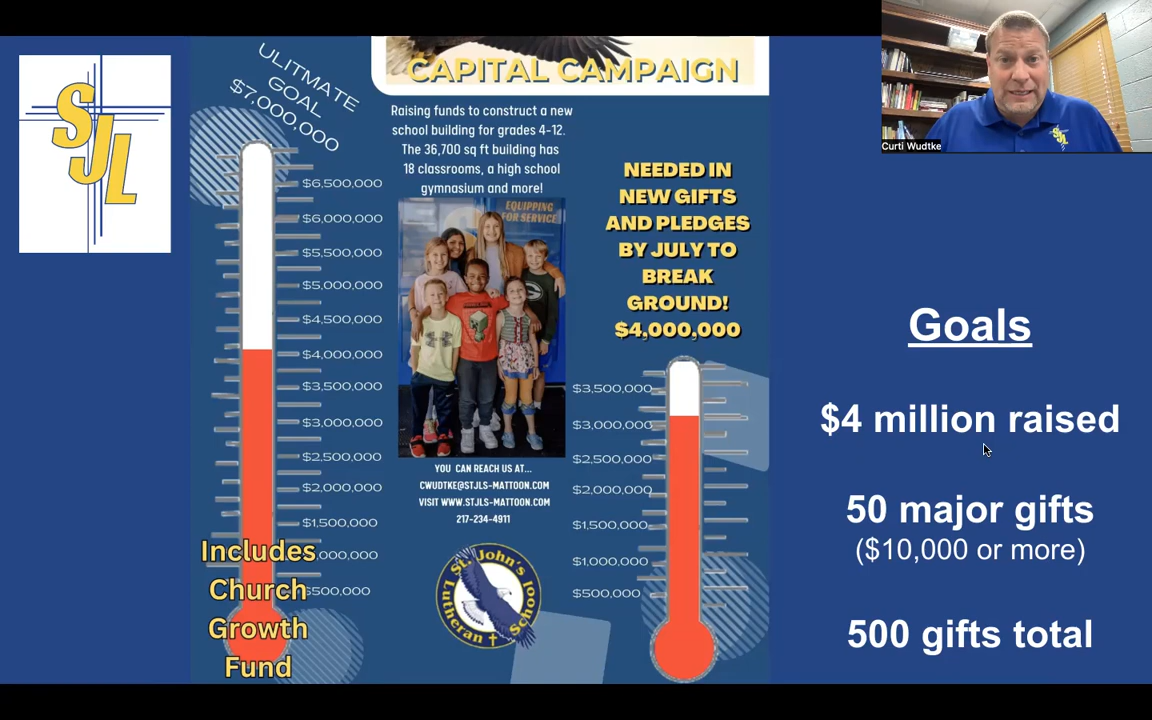 SJL
ULITMATE
GOAL
$7,000,000
$6,500,000
$6,000,000
$5,500,000
$5,000,000
$4,500,000
$4,000,000
$3,500,000
$3,000,000
$2,500,000
$2,000,000
$1,500,000
,000,000
$500,000
Includes
Church
Growth
Fund
CAPITAL CAMPAIGN
Raising funds to construct a new
school building for grades 4-12.
The 36,700 sq ft building has
18 classrooms, a high school
gymnasium and more!
EQUIPPING
FOR SERVICE
YOU CAN REACH US AT...
CWUDTKE@STJLS-MATTOON.COM
VISIT WWW.STJLS-MATTOON.COM
217-234-4911
St. John's
Lutheran School
NEEDED IN
NEW GIFTS
AND PLEDGES
BY JULY TO
BREAK
GROUND!
$4,000,000
$3,500,000
$3,000,000
$2,500,000
$2,000,000
$1,500,000
$1,000,000
$500,000
Curti Wudtke
SJL
Goals
$4 million raised
50 major gifts
($10,000 or more)
500 gifts total